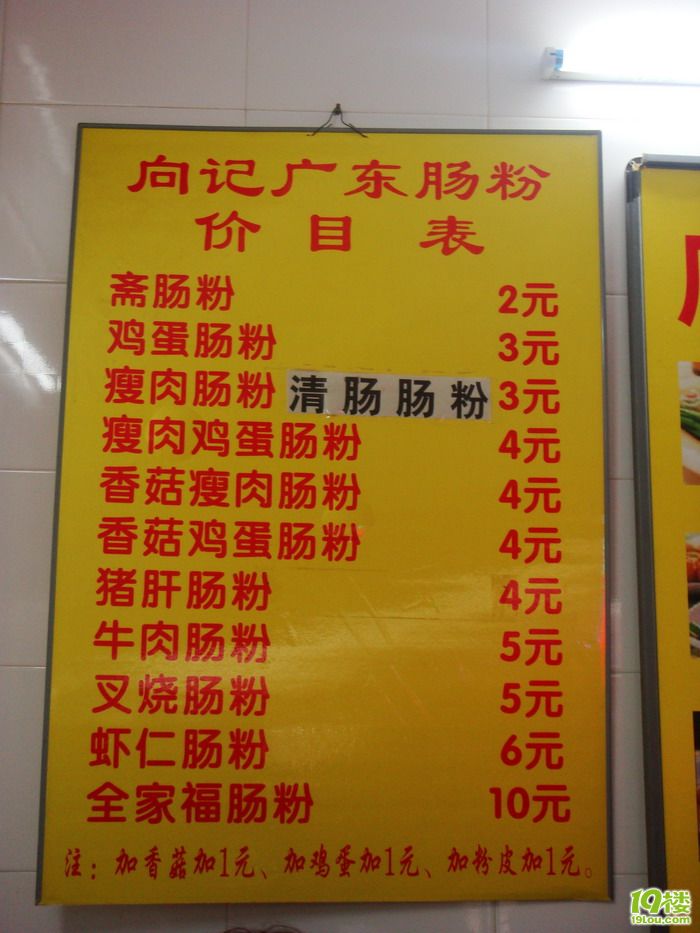 向记广东肠粉
价目表
斋肠粉 2元
鸡蛋肠粉 3元
瘦肉肠粉 清肠肠粉 3元
瘦肉鸡蛋肠粉 4元
香菇瘦肉肠粉 4元
香菇鸡蛋肠粉 4元
猪肝肠粉 4元
牛肉肠粉 5元
叉烧肠粉 5元
虾仁肠粉 6元
全家福肠粉 10元
注：加香菇加1元、加鸡蛋加1元、加粉皮加1元。
19楼
19lou.com